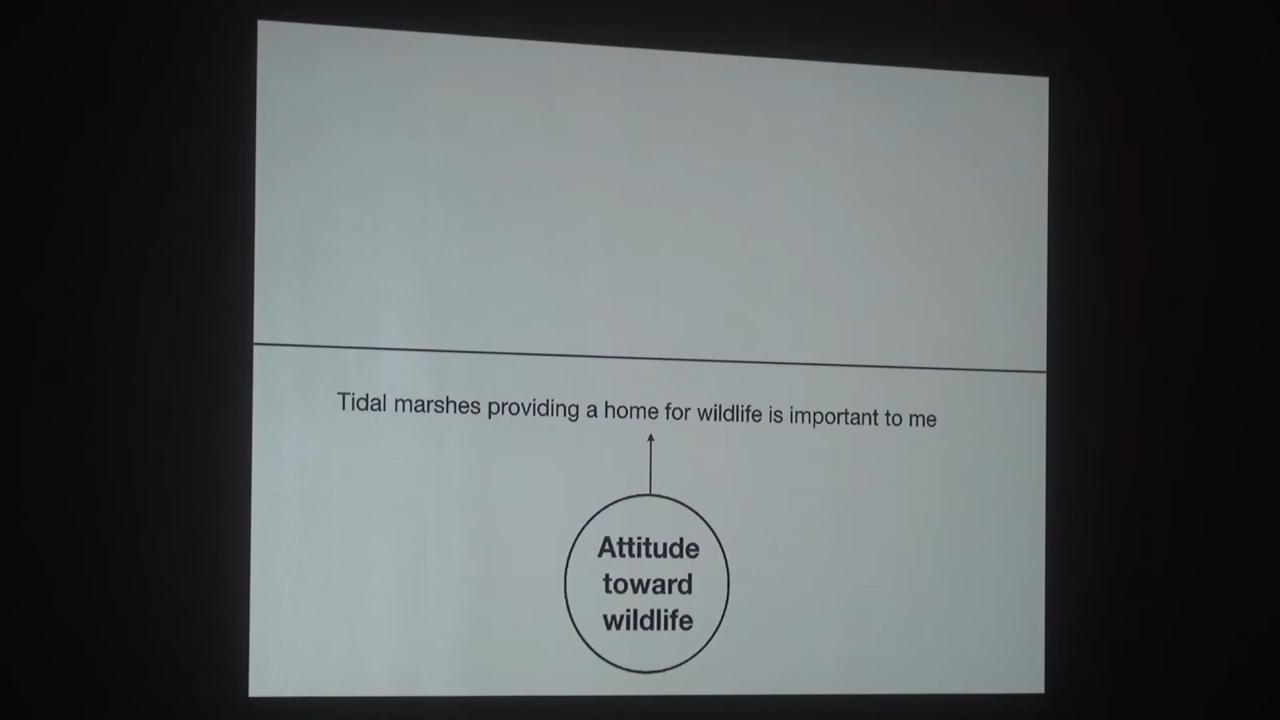 Tidal marshes providing a home for wildlife is important to me
Attitude
toward
wildlife